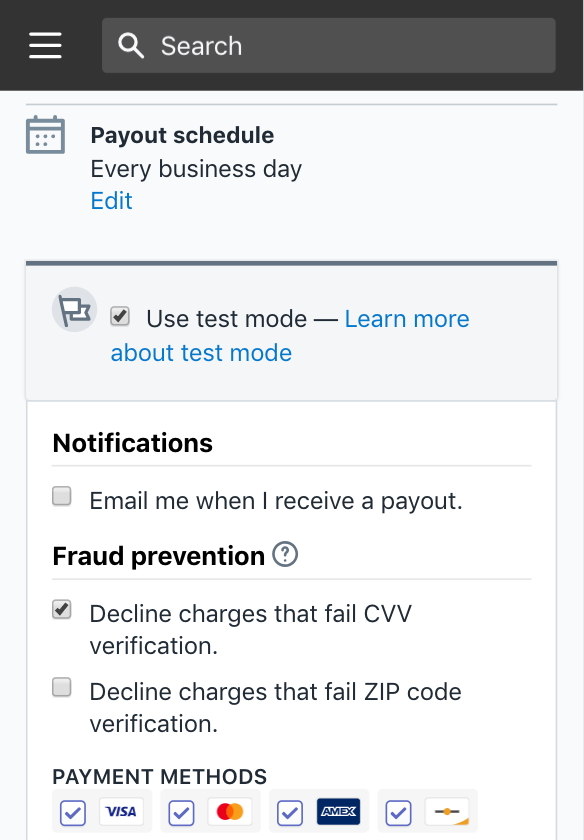 Search
Payout schedule
Every business day
Edit
Use test mode — Learn more
about test mode
Notifications
Email me when I receive a payout.
Fraud prevention ?
Decline charges that fail CVV
verification.
Decline charges that fail ZIP code
verification.
PAYMENT METHODS
VISA AMEX